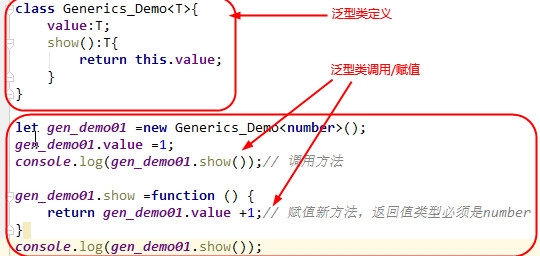 class Generics_Demo<T>{
泛型类定义
    value:T;
    show():T{
        return this.value;
    }
}
泛型类调用/赋值
let gen_demo01 =new Generics_Demo<number>();
gen_demo01.value =1;
console.log(gen_demo01.show());// 调用方法
gen_demo01.show =function () {
    return gen_demo01.value +1;// 赋值新方法，返回值类型必须是number
}
console.log(gen_demo01.show());